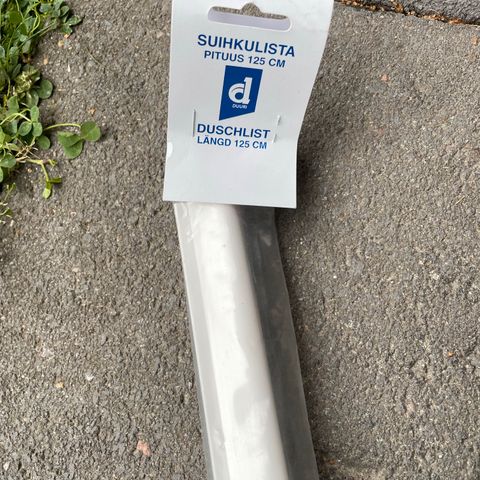 SUIHKULISTA
PITUUS 125 CM
d
DUURI
DUSCHLIST
LÄNGD 125 CM